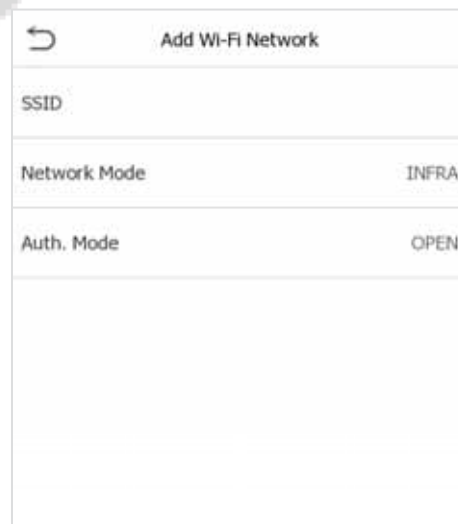 Add Wi-Fi Network
SSID
Network Mode INFRA
Auth. Mode OPEN